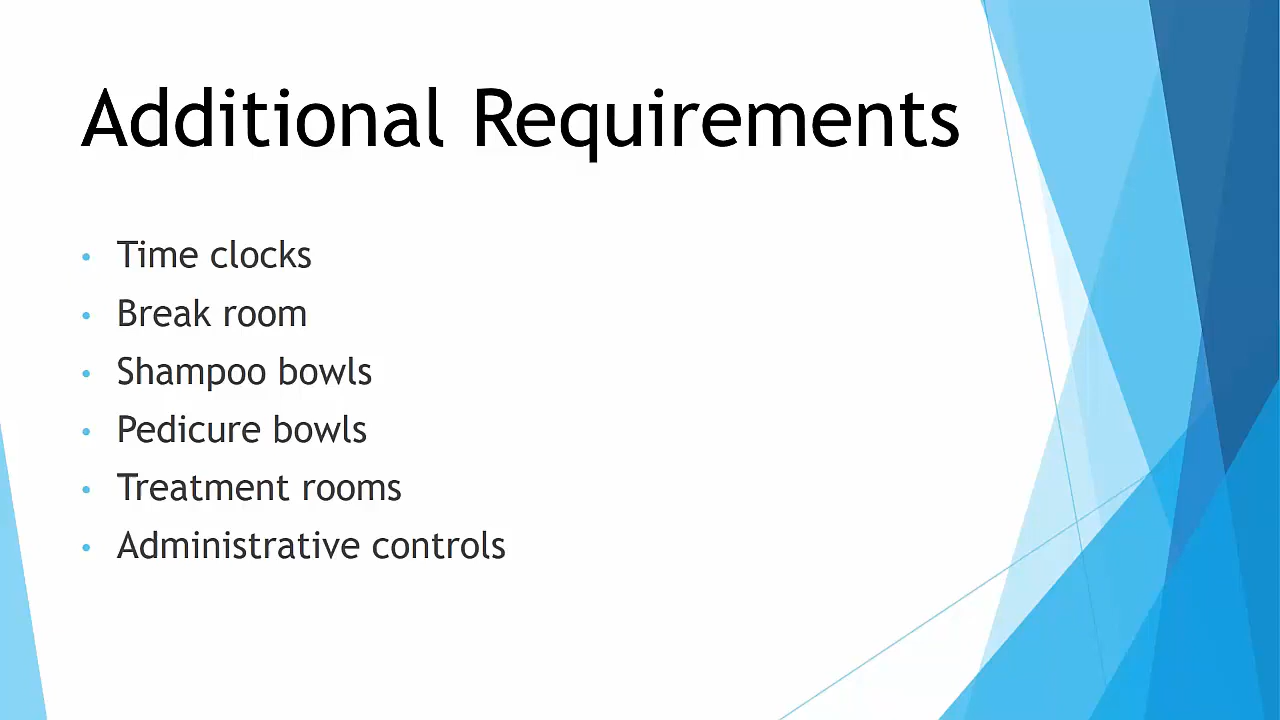 Additional Requirements
• Time clocks
• Break room
• Shampoo bowls
• Pedicure bowls
• Treatment rooms
• Administrative controls